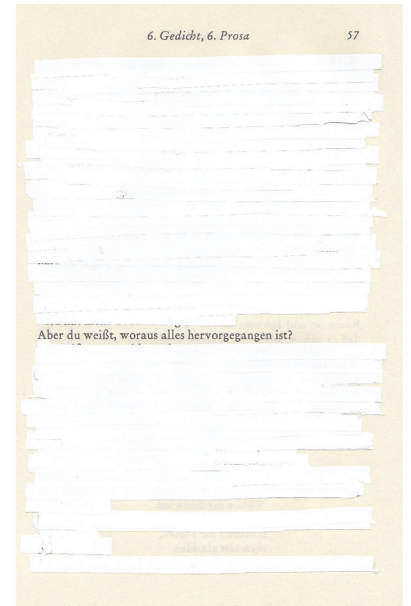 6. Gedicht, 6. Prosa 57
Aber du weißt, woraus alles hervorgegangen ist?